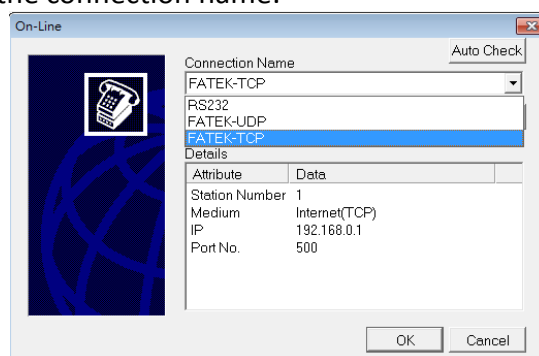 the connection name.
On-Line
Auto Check
Connection Name
FATEK-TCP
RS232
FATEK-UDP
FATEK-TCP
Details
Attribute Data
Station Number 1
Medium Internet(TCP)
IP 192.168.0.1
Port No. 500
OK Cancel